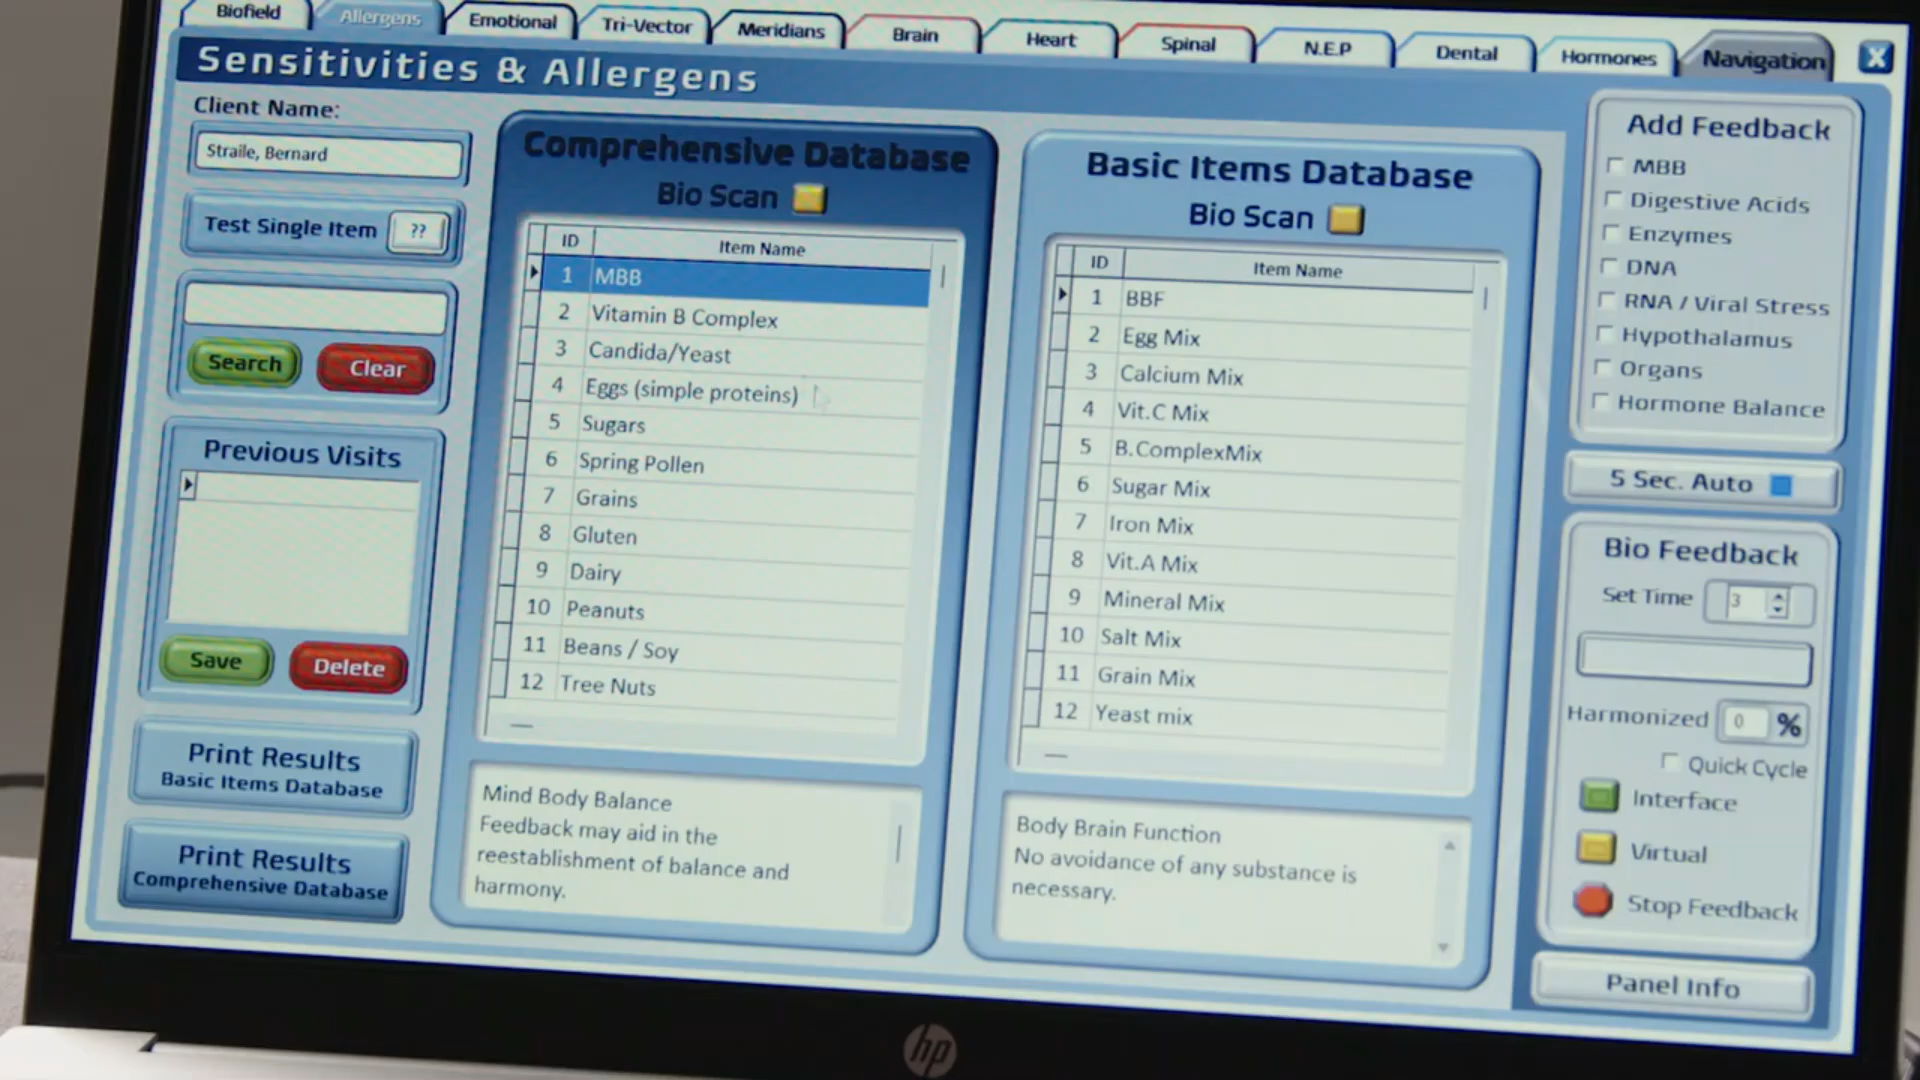 Biofield
Allergens
Emotional
Tri-Vector
Meridians
Brain
Heart
Spinal
N.E.P
Dental
Hormones
Navigation
X
Sensitivities & Allergens
Client Name:
Straile, Bernard
Test Single Item ??
Search
Clear
Previous Visits
Save
Delete
Print Results
Basic Items Database
Print Results
Comprehensive Database
Comprehensive Database
Bio Scan
ID Item Name
1 MBB
2 Vitamin B Complex
3 Candida/Yeast
4 Eggs (simple proteins)
5 Sugars
6 Spring Pollen
7 Grains
8 Gluten
9 Dairy
10 Peanuts
11 Beans / Soy
12 Tree Nuts
Mind Body Balance
Feedback may aid in the
reestablishment of balance and
harmony.
Basic Items Database
Bio Scan
ID Item Name
1 BBF
2 Egg Mix
3 Calcium Mix
4 Vit.C Mix
5 B.ComplexMix
6 Sugar Mix
7 Iron Mix
8 Vit.A Mix
9 Mineral Mix
10 Salt Mix
11 Grain Mix
12 Yeast mix
Body Brain Function
No avoidance of any substance is
necessary.
Add Feedback
MBB
Digestive Acids
Enzymes
DNA
RNA / Viral Stress
Hypothalamus
Organs
Hormone Balance
5 Sec. Auto
Bio Feedback
Set Time 3
Harmonized 0 %
Quick Cycle
Interface
Virtual
Stop Feedback
Panel Info
hp